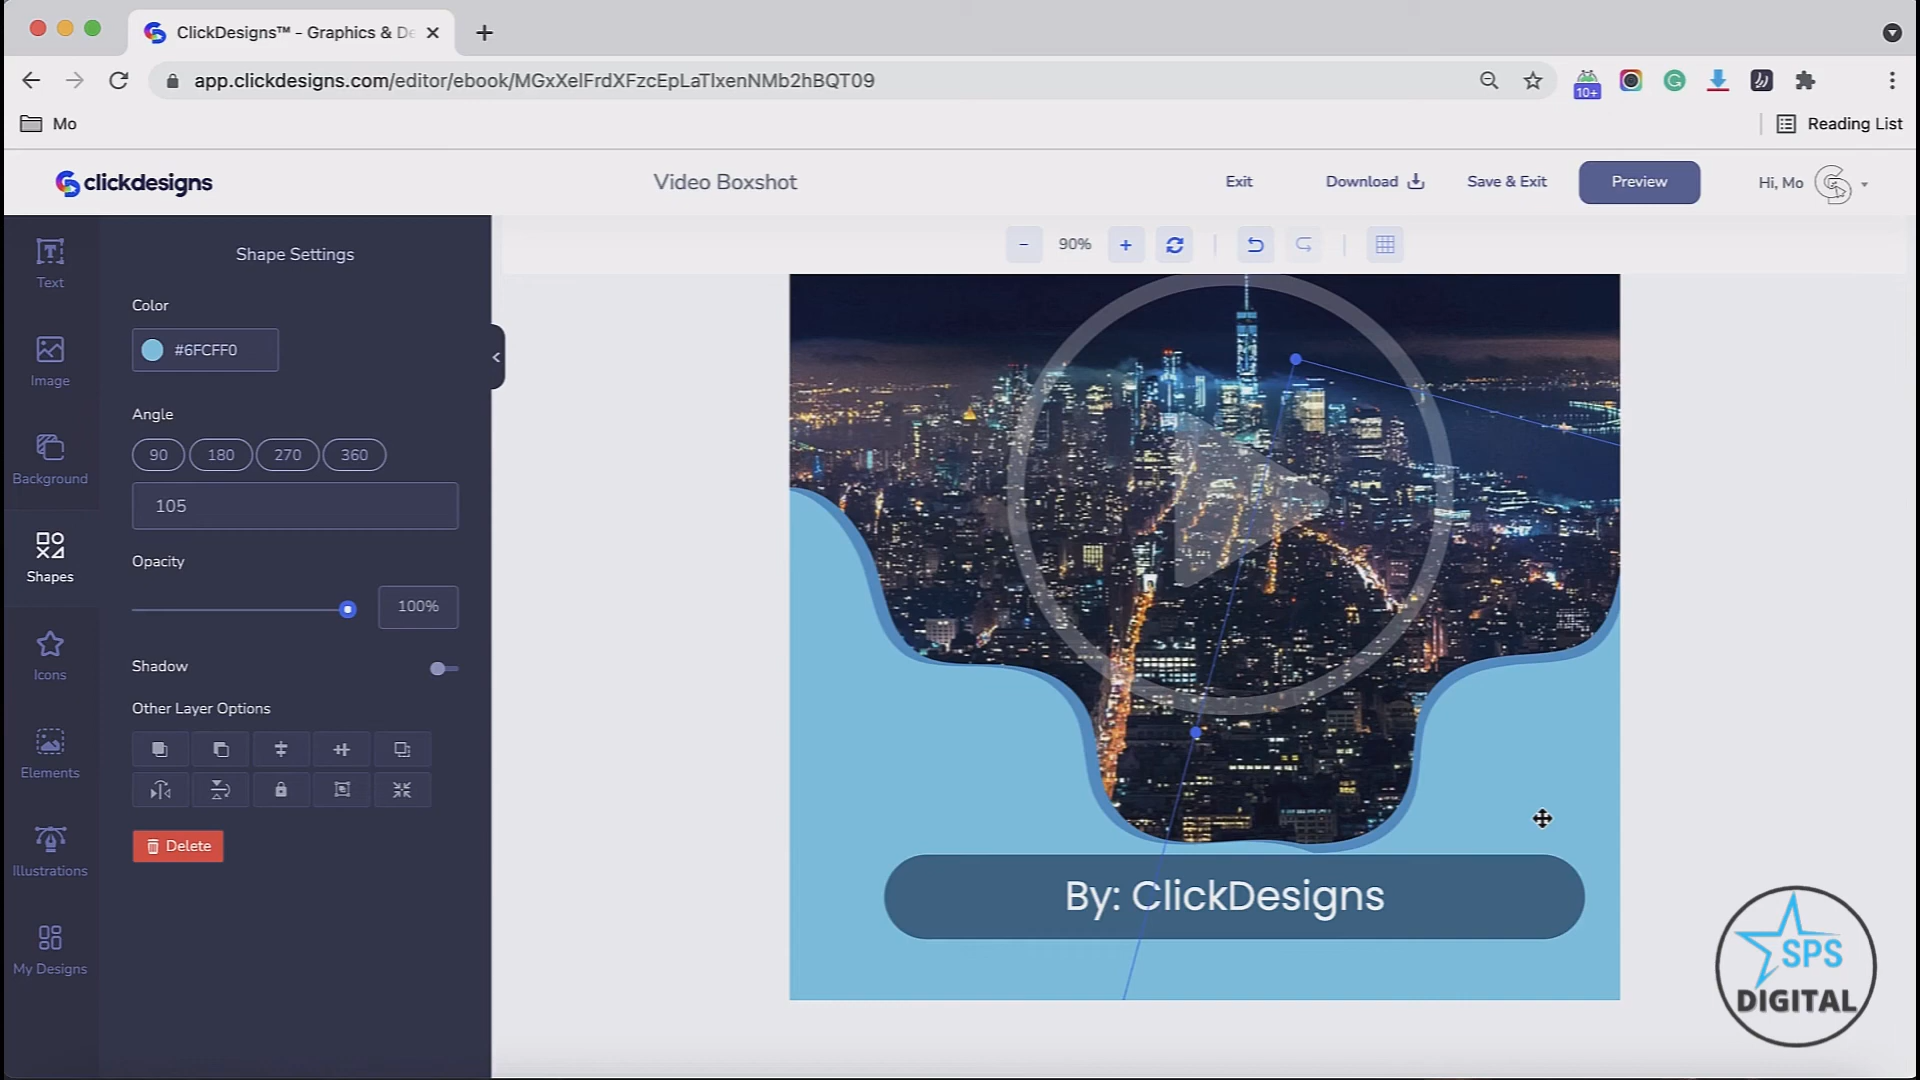 ClickDesigns™ - Graphics & De
app.clickdesigns.com/editor/ebook/MGxXelFrdXFzcEpLaTlxenNMb2hBQT09
10+
Mo
Reading List
clickdesigns
Video Boxshot
Exit
Download
Save & Exit
Preview
Hi, Mo
90%
Text
Image
Background
Shapes
Icons
Elements
Illustrations
My Designs
Shape Settings
Color
#6FCFF0
Angle
90 180 270 360
105
Opacity
100%
Shadow
Other Layer Options
Delete
By: ClickDesigns
SPS
DIGITAL